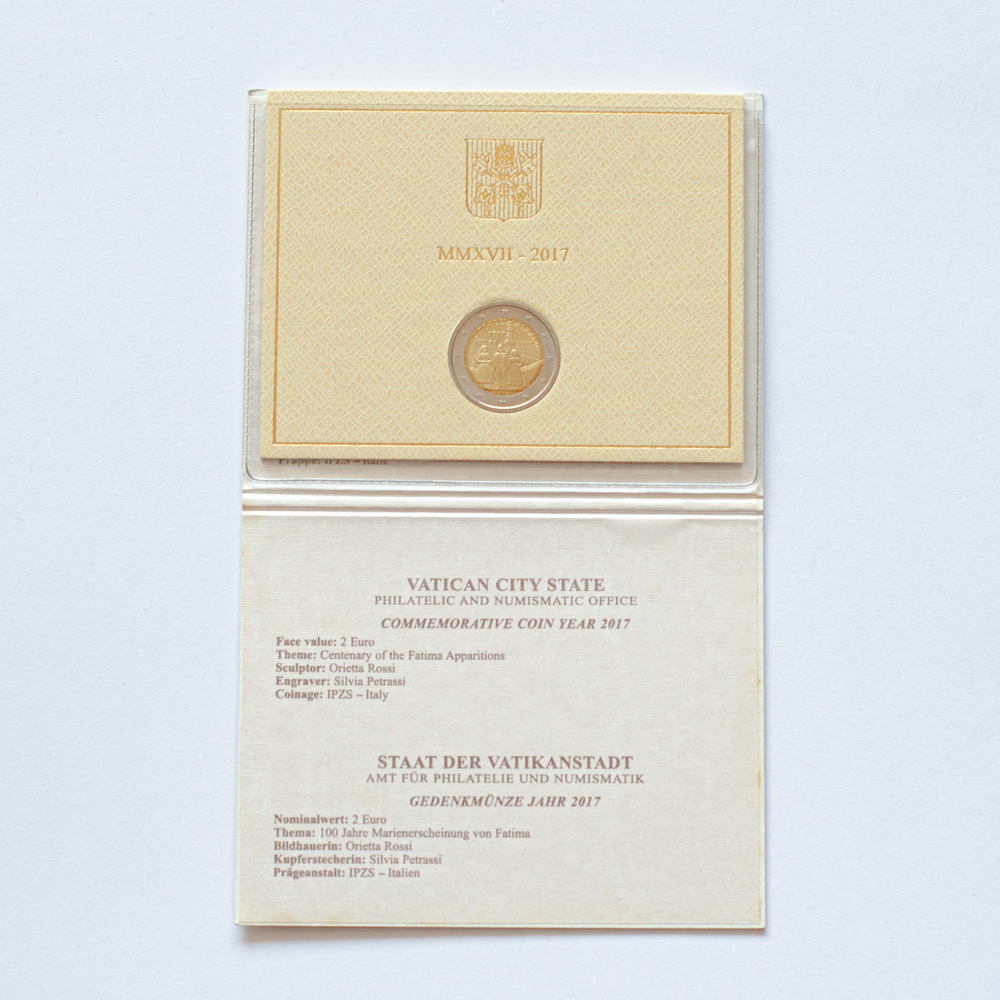 MMXVII - 2017
Frappe: IPZS – Italie
VATICAN CITY STATE
PHILATELIC AND NUMISMATIC OFFICE
COMMEMORATIVE COIN YEAR 2017
Face value: 2 Euro
Theme: Centenary of the Fatima Apparitions
Sculptor: Orietta Rossi
Engraver: Silvia Petrassi
Coinage: IPZS – Italy
STAAT DER VATIKANSTADT
AMT FÜR PHILATELIE UND NUMISMATIK
GEDENKMÜNZE JAHR 2017
Nominalwert: 2 Euro
Thema: 100 Jahre Marienerscheinung von Fatima
Bildhauerin: Orietta Rossi
Kupferstecherin: Silvia Petrassi
Prägeanstalt: IPZS – Italien